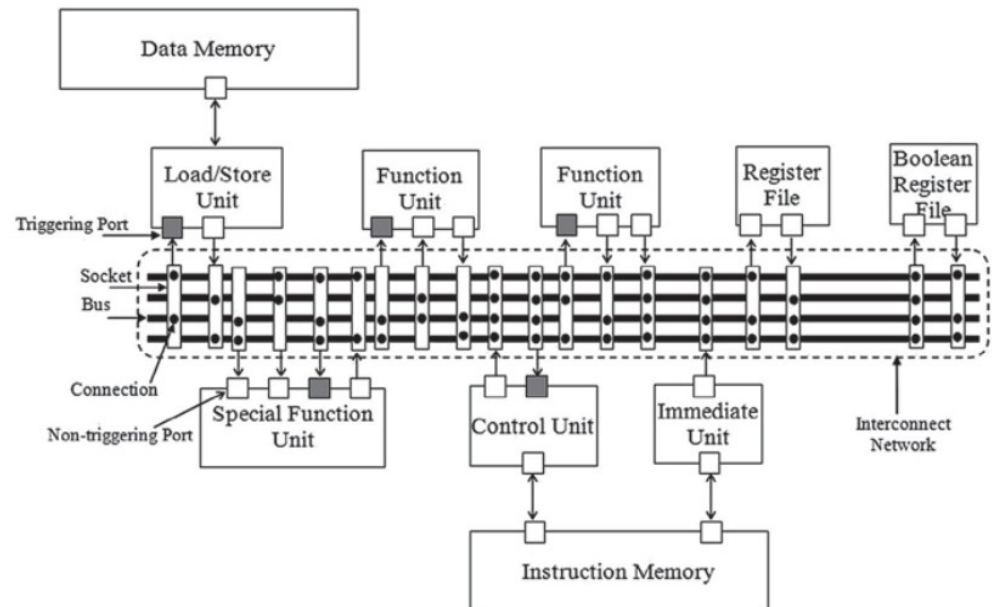 Data Memory
Load/Store
Unit
Function
Unit
Function
Unit
Register
File
Boolean
Register
File
Triggering Port
Socket
Bus
Connection
Non-triggering Port
Special Function
Unit
Control Unit
Immediate
Unit
Interconnect
Network
Instruction Memory